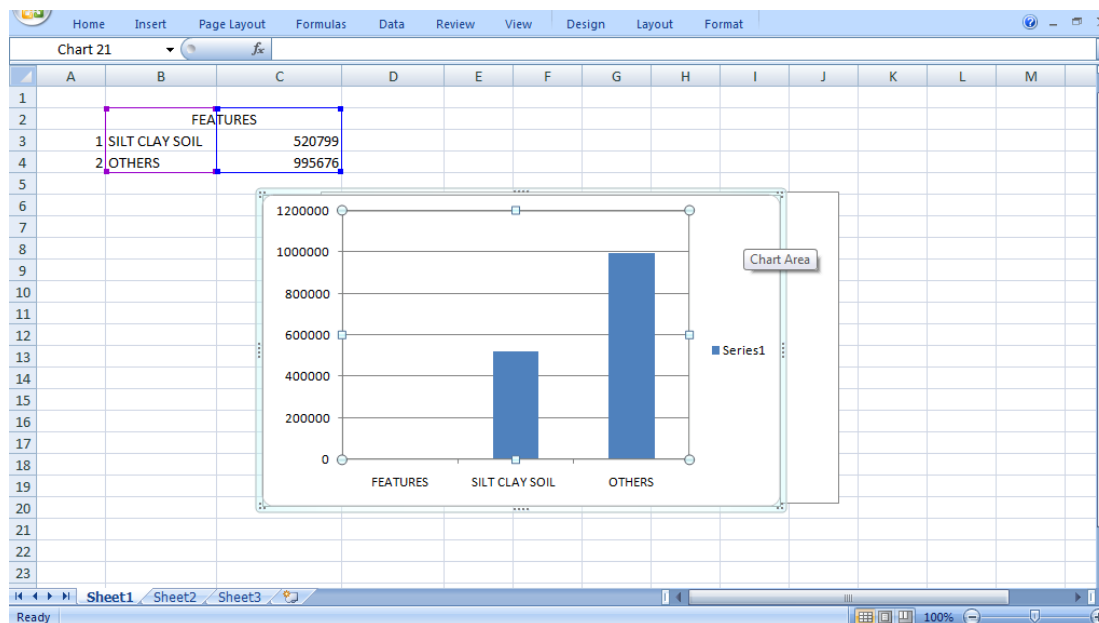 Home Insert Page Layout Formulas Data Review View Design Layout Format
Chart 21 fx
A B C D E F G H I J K L M
1
2 FEATURES
3 1 SILT CLAY SOIL 520799
4 2 OTHERS 995676
5
6
7
8
9
10
11
12
13
14
15
16
17
18
19
20
21
22
23
1200000
1000000
800000
600000
400000
200000
0
FEATURES SILT CLAY SOIL OTHERS
Series1
Chart Area
Sheet1 Sheet2 Sheet3
Ready 100%